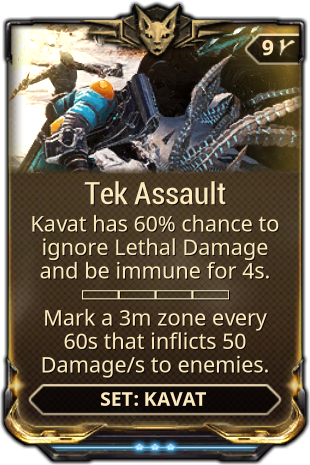 9
Tek Assault
Kavat has 60% chance to
ignore Lethal Damage
and be immune for 4s.
Mark a 3m zone every
60s that inflicts 50
Damage/s to enemies.
SET: KAVAT